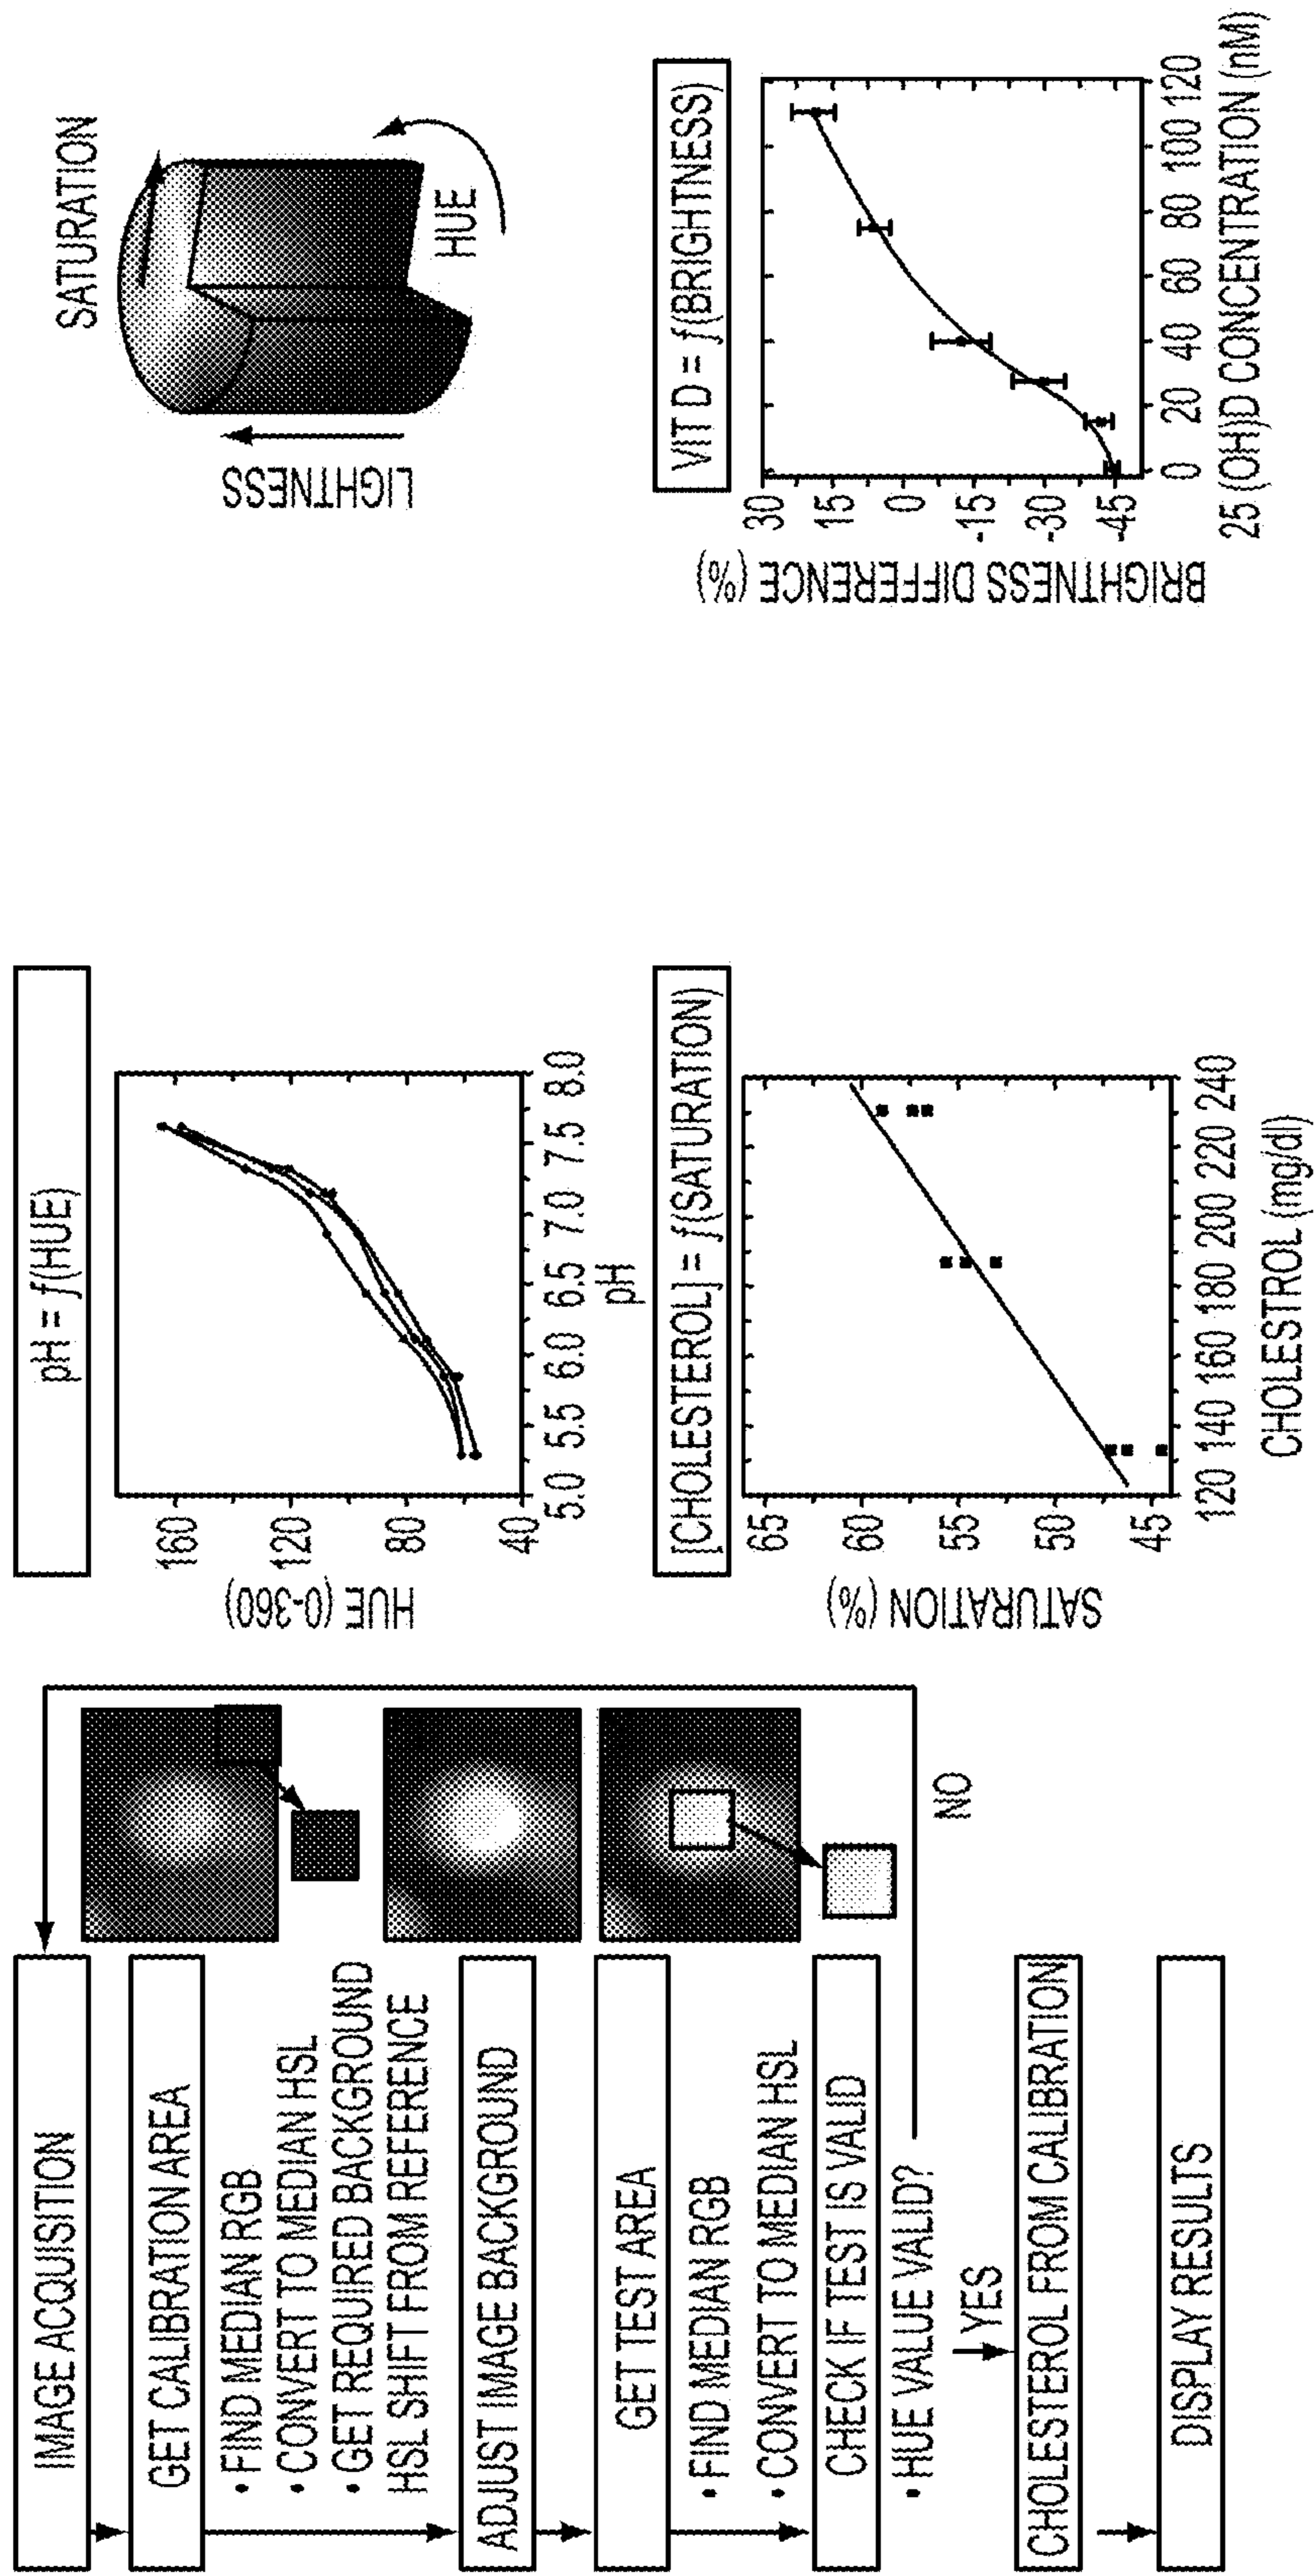 IMAGE ACQUISITION
GET CALIBRATION AREA
• FIND MEDIAN RGB
• CONVERT TO MEDIAN HSL
• GET REQUIRED BACKGROUND
HSL SHIFT FROM REFERENCE
ADJUST IMAGE BACKGROUND
GET TEST AREA
• FIND MEDIAN RGB
• CONVERT TO MEDIAN HSL
CHECK IF TEST IS VALID
• HUE VALUE VALID?
NO
YES
CHOLESTEROL FROM CALIBRATION
DISPLAY RESULTS
pH = f(HUE)
HUE (0-360)
160
120
80
40
5.0 5.5 6.0 6.5 7.0 7.5 8.0
pH
[CHOLESTEROL] = f(SATURATION)
SATURATION (%)
65
60
55
50
45
120 140 160 180 200 220 240
CHOLESTROL (mg/dl)
SATURATION
LIGHTNESS
HUE
VIT D = f(BRIGHTNESS)
BRIGHTNESS DIFFERENCE (%)
30
15
0
-15
-30
-45
0 20 40 60 80 100 120
25 (OH)D CONCENTRATION (nM)